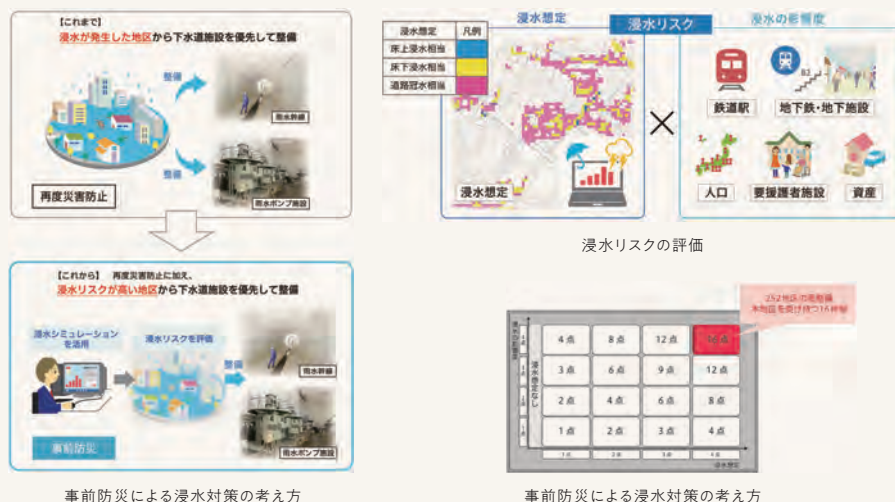 【これまで】
浸水が発生した地区から下水道施設を優先して整備
整備
雨水幹線
整備
雨水ポンプ施設
再度災害防止
【これから】 再度災害防止に加え、
浸水リスクが高い地区から下水道施設を優先して整備
浸水シミュレーション
を活用
浸水リスクを評価
整備
雨水幹線
雨水ポンプ施設
事前防災
事前防災による浸水対策の考え方
浸水想定
浸水リスク
浸水の影響度
浸水想定 凡例
床上浸水相当
床下浸水相当
道路冠水相当
浸水想定
×
鉄道駅
地下鉄・地下施設
人口
要援護者施設
資産
浸水リスクの評価
浸水想定なし
4点 8点 12点
3点 6点 9点 12点
2点 4点 6点 8点
1点 2点 3点 4点
浸水想定
事前防災による浸水対策の考え方